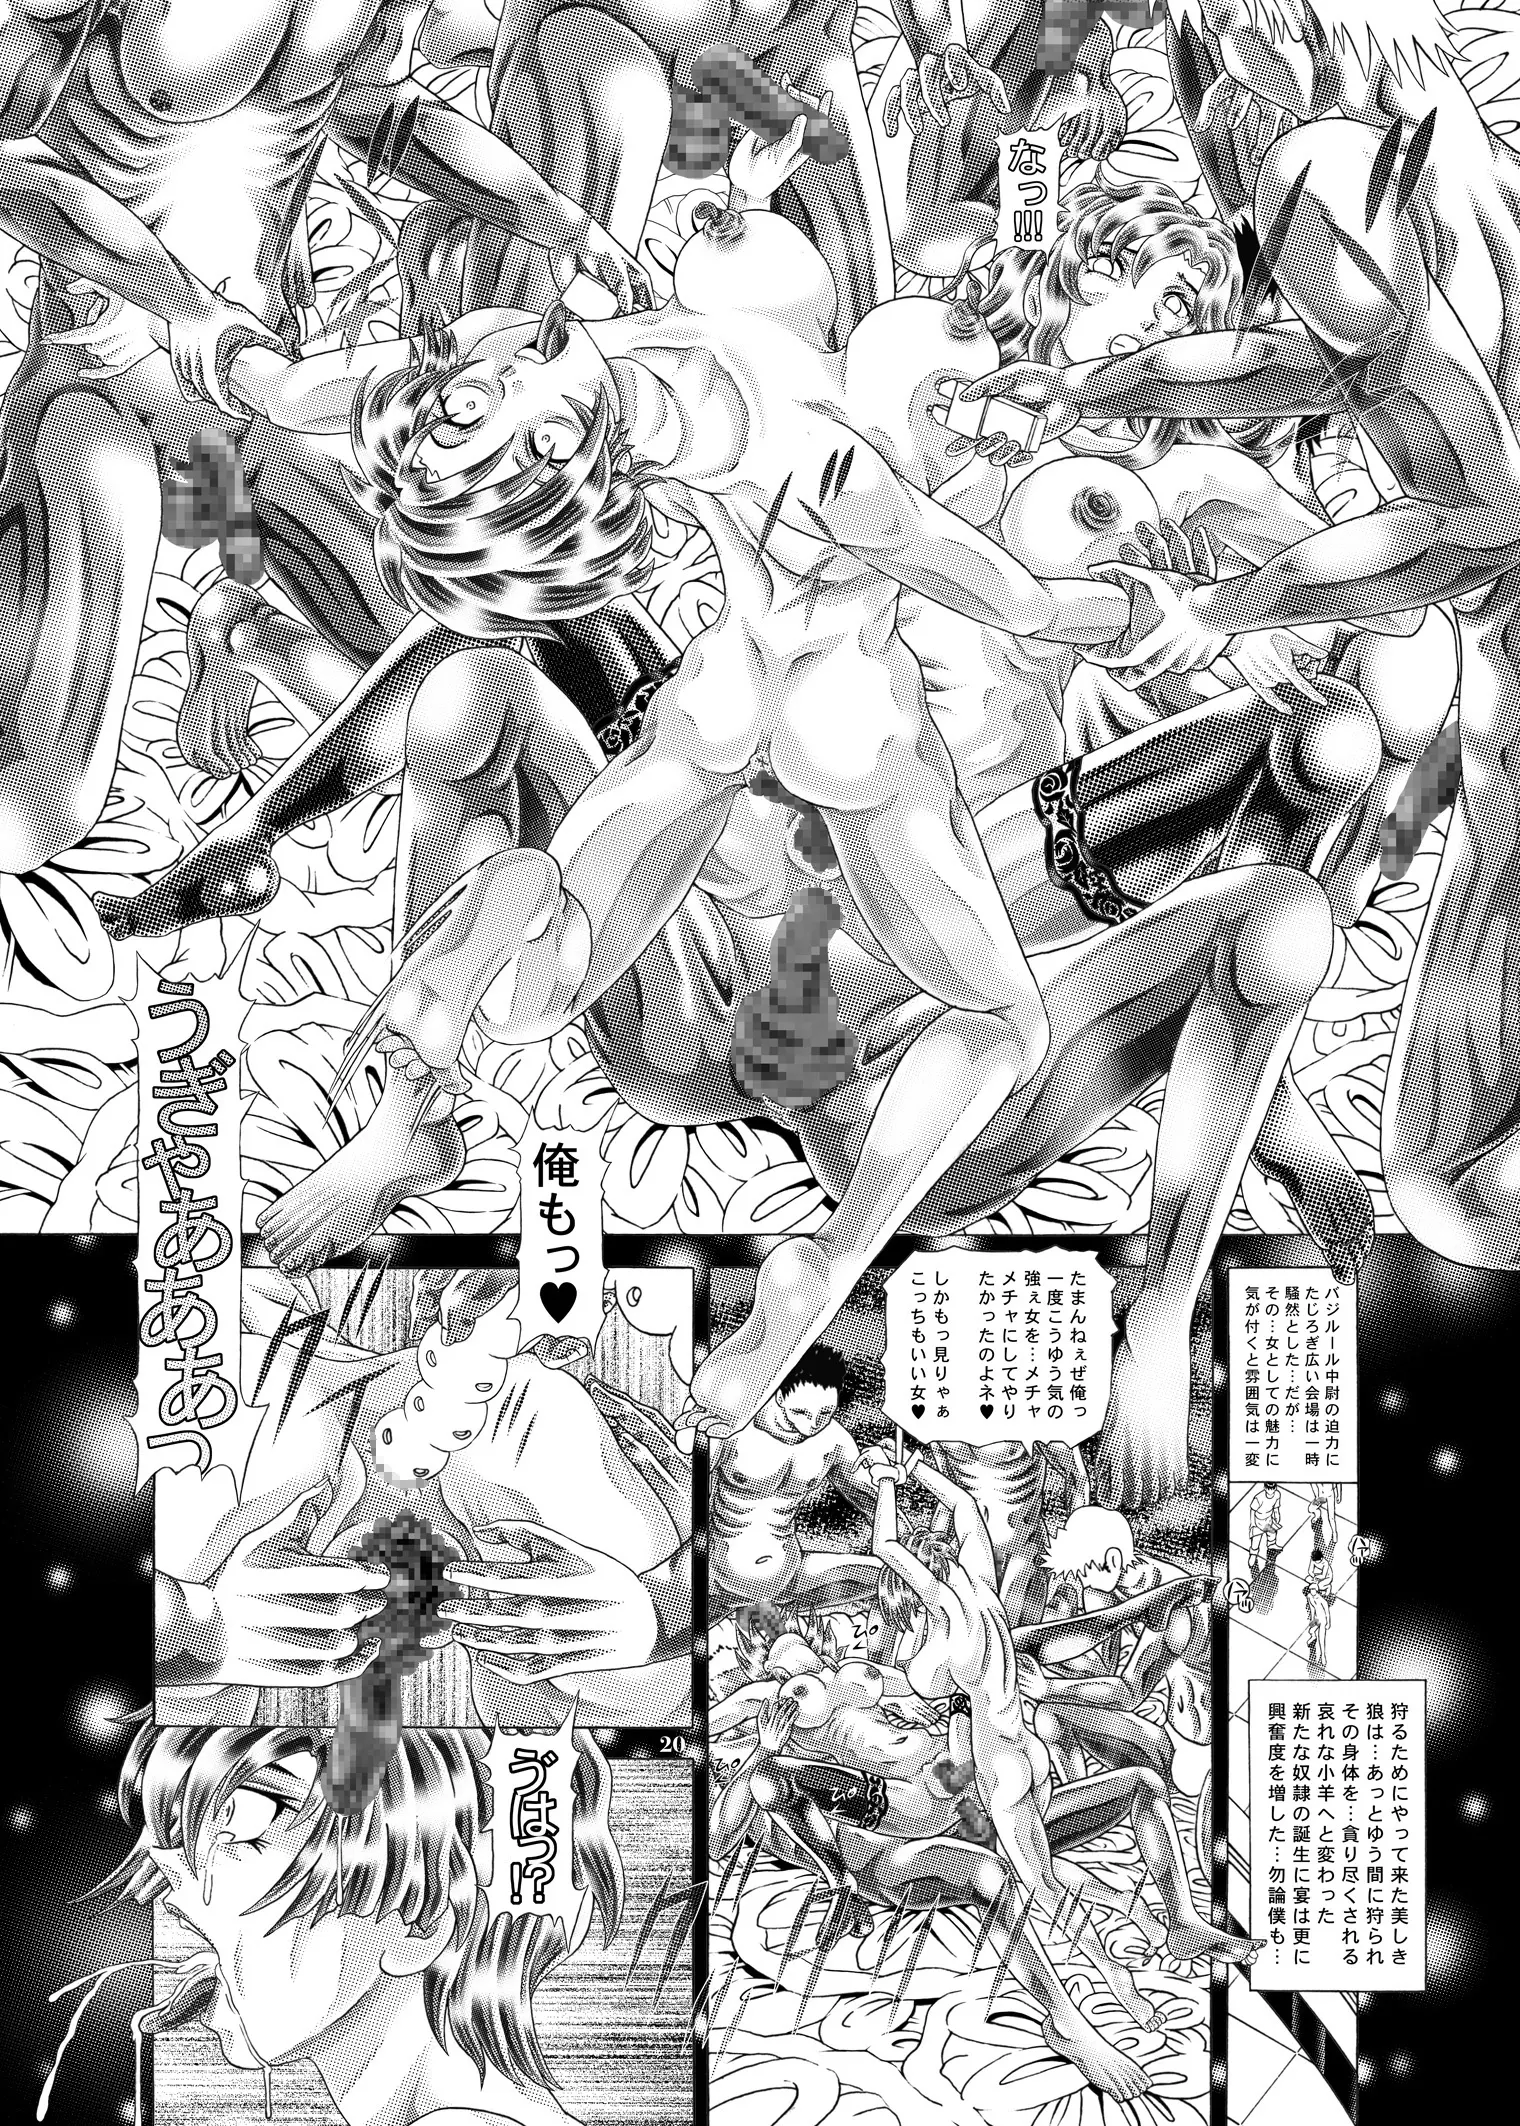 なっ!!!
うぎゃあああぁっ
俺もっ♥
バジルール中尉の迫力に
たじろぎ広い会場は一時
騒然とした…だが…
その…女としての魅力に
気が付くと雰囲気は一変
狩るためにやって来た美しき
狼は…あっとゆう間に狩られ
その身体を…貪り尽くされる
哀れな小羊へと変わった
新たな奴隷の誕生に宴は更に
興奮度を増した…勿論僕も…
たまんねぇぜ俺っ
一度こうゆう気の
強ぇ女を…メチャ
メチャにしてやり
たかったのよネ♥
しかもっ見りゃぁ
こっちもいい女♥
ゔはっ!?
20